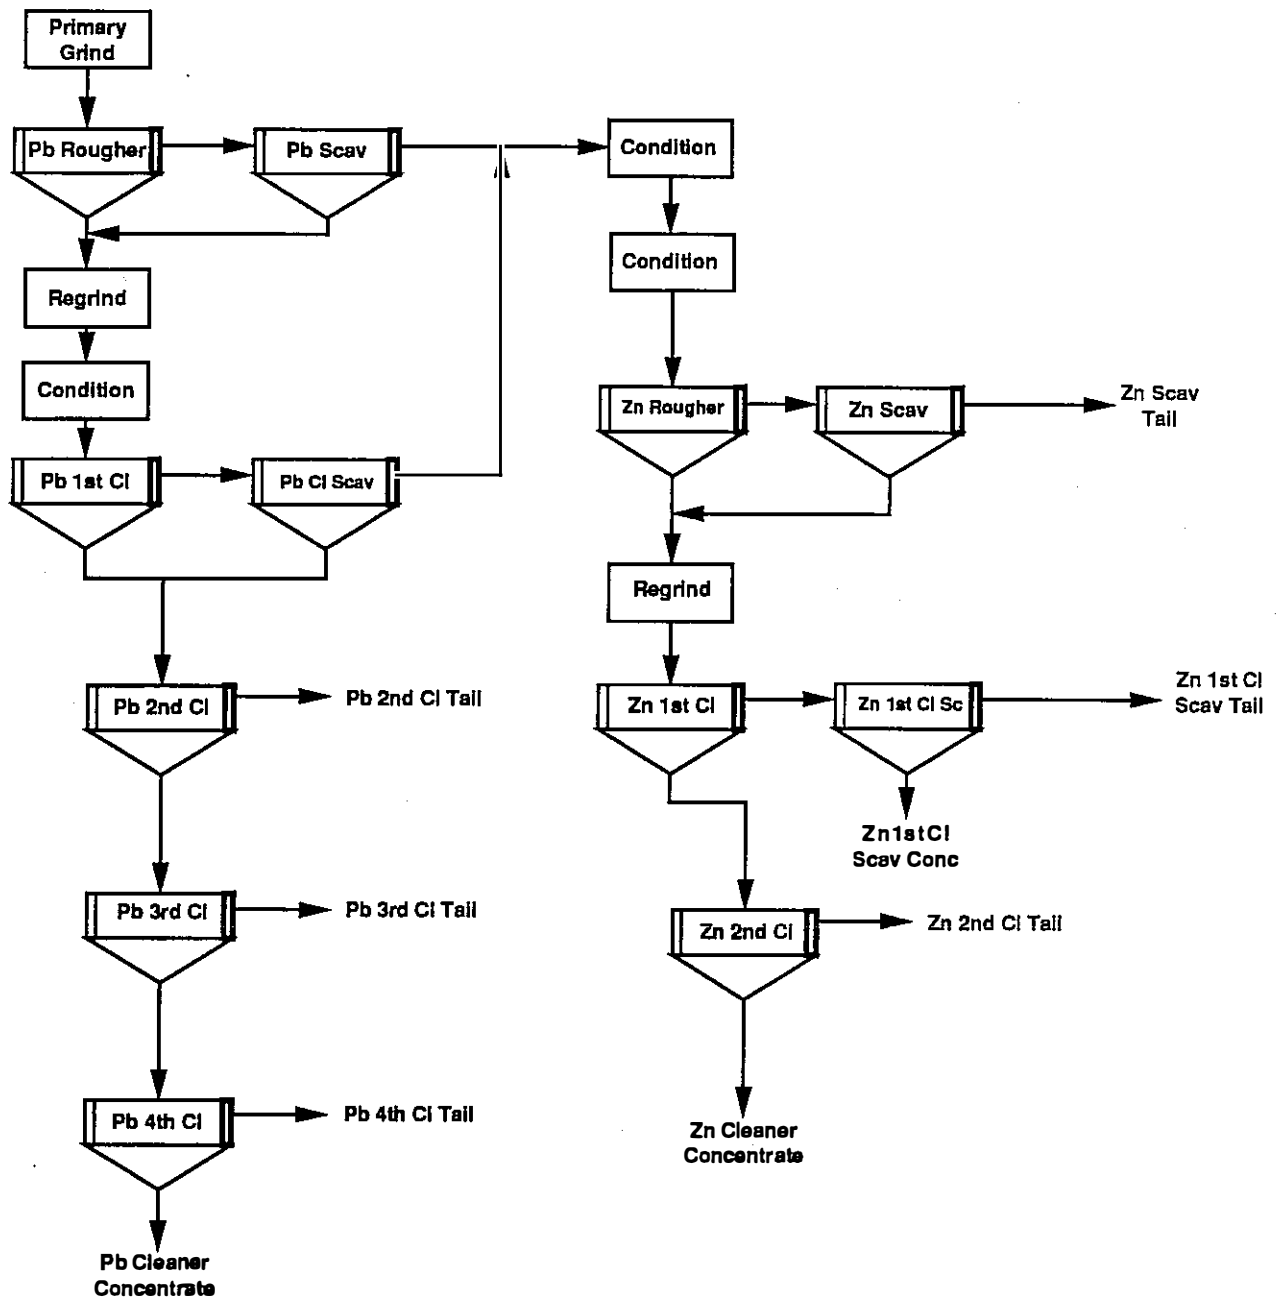 Primary
Grind
Pb Rougher
Pb Scav
Condition
Condition
Regrind
Condition
Pb 1st Cl
Pb Cl Scav
Zn Rougher
Zn Scav
Zn Scav
Tail
Regrind
Pb 2nd Cl
Pb 2nd Cl Tail
Zn 1st Cl
Zn 1st Cl Sc
Zn 1st Cl
Scav Tail
Zn1stCl
Scav Conc
Pb 3rd Cl
Pb 3rd Cl Tail
Zn 2nd Cl
Zn 2nd Cl Tail
Pb 4th Cl
Pb 4th Cl Tail
Zn Cleaner
Concentrate
Pb Cleaner
Concentrate